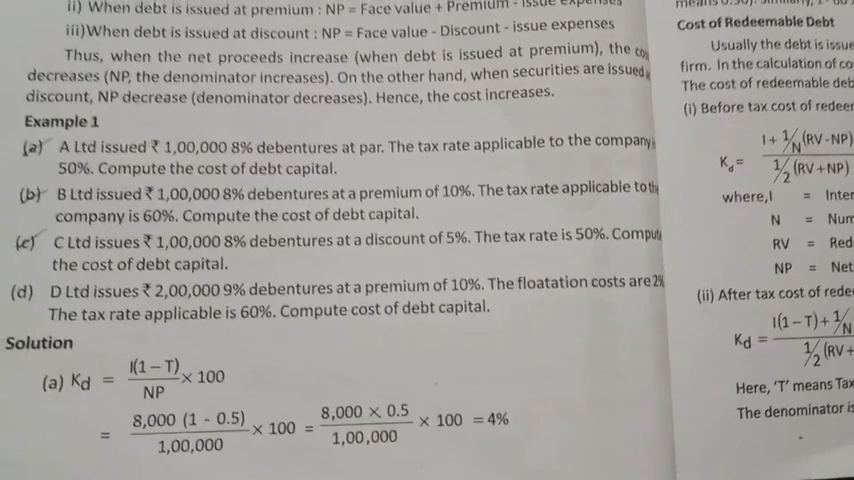 ii) When debt is issued at premium : NP = Face value + Premium - issue expenses
iii)When debt is issued at discount : NP = Face value - Discount - issue expenses
Thus, when the net proceeds increase (when debt is issued at premium), the
decreases (NP, the denominator increases). On the other hand, when securities are issued
discount, NP decrease (denominator decreases). Hence, the cost increases.
Example 1
(a) A Ltd issued ₹ 1,00,000 8% debentures at par. The tax rate applicable to the company
50%. Compute the cost of debt capital.
(b) B Ltd issued ₹ 1,00,000 8% debentures at a premium of 10%. The tax rate applicable to
company is 60%. Compute the cost of debt capital.
(c) C Ltd issues ₹ 1,00,000 8% debentures at a discount of 5%. The tax rate is 50%.
the cost of debt capital.
(d) D Ltd issues ₹ 2,00,000 9% debentures at a premium of 10%. The floatation costs are 2%
The tax rate applicable is 60%. Compute cost of debt capital.
Solution
(a) Kd = I(1 – T)/NP × 100
= 8,000 (1 - 0.5)/1,00,000 × 100 = 8,000 × 0.5/1,00,000 × 100 = 4%
Cost of Redeemable Debt
Usually the debt is
firm. In the calculation of
The cost of redeemable
(i) Before tax cost of
Kd = I + 1/N (RV - NP) / 1/2 (RV + NP)
where, I =
N =
RV =
NP = Net
(ii) After tax cost of
Kd = I(1 – T) + 1/N / 1/2 (RV +
Here, 'T' means Tax
The denominator is